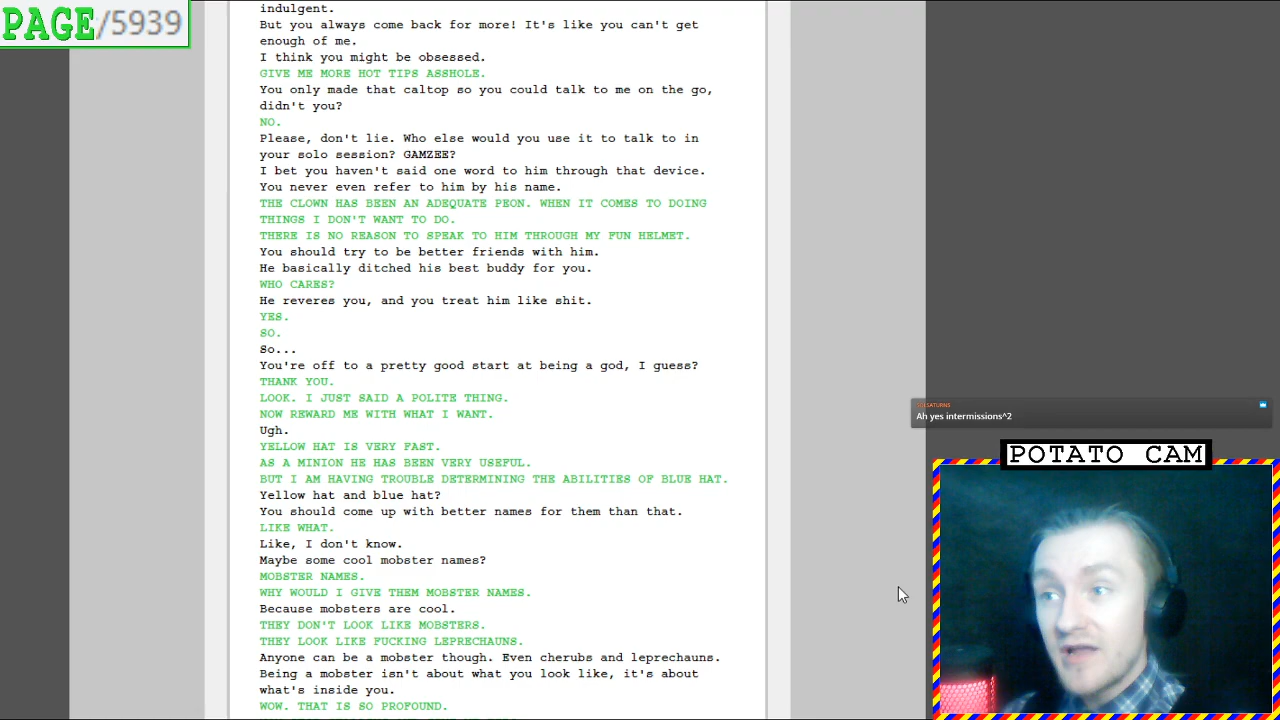 PAGE/5939
indulgent.
But you always come back for more! It's like you can't get
enough of me.
I think you might be obsessed.
GIVE ME MORE HOT TIPS ASSHOLE.
You only made that caltop so you could talk to me on the go,
didn't you?
NO.
Please, don't lie. Who else would you use it to talk to in
your solo session? GAMZEE?
I bet you haven't said one word to him through that device.
You never even refer to him by his name.
THE CLOWN HAS BEEN AN ADEQUATE PEON. WHEN IT COMES TO DOING
THINGS I DON'T WANT TO DO.
THERE IS NO REASON TO SPEAK TO HIM THROUGH MY FUN HELMET.
You should try to be better friends with him.
He basically ditched his best buddy for you.
WHO CARES?
He reveres you, and you treat him like shit.
YES.
SO.
So...
You're off to a pretty good start at being a god, I guess?
THANK YOU.
LOOK. I JUST SAID A POLITE THING.
NOW REWARD ME WITH WHAT I WANT.
Ugh.
YELLOW HAT IS VERY FAST.
AS A MINION HE HAS BEEN VERY USEFUL.
BUT I AM HAVING TROUBLE DETERMINING THE ABILITIES OF BLUE HAT.
Yellow hat and blue hat?
You should come up with better names for them than that.
LIKE WHAT.
Like, I don't know.
Maybe some cool mobster names?
MOBSTER NAMES.
WHY WOULD I GIVE THEM MOBSTER NAMES.
Because mobsters are cool.
THEY DON'T LOOK LIKE MOBSTERS.
THEY LOOK LIKE FUCKING LEPRECHAUNS.
Anyone can be a mobster though. Even cherubs and leprechauns.
Being a mobster isn't about what you look like, it's about
what's inside you.
WOW. THAT IS SO PROFOUND.
Ah yes intermissions^2
POTATO CAM